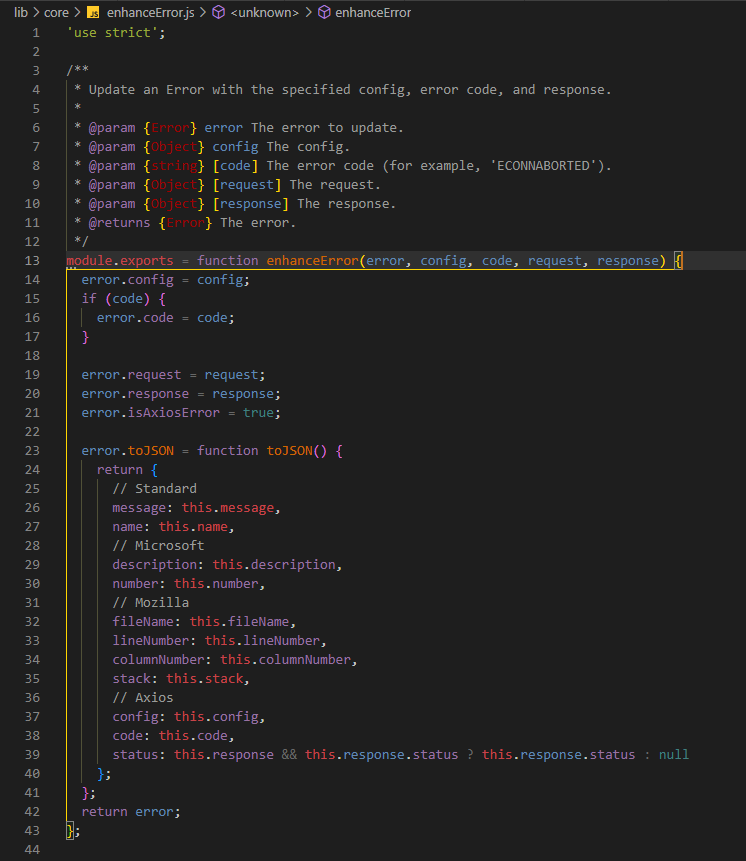 lib > core > JS enhanceError.js > <unknown> > enhanceError
1 'use strict';
2
3 /**
4  * Update an Error with the specified config, error code, and response.
5  *
6  * @param {Error} error The error to update.
7  * @param {Object} config The config.
8  * @param {string} [code] The error code (for example, 'ECONNABORTED').
9  * @param {Object} [request] The request.
10  * @param {Object} [response] The response.
11  * @returns {Error} The error.
12  */
13 module.exports = function enhanceError(error, config, code, request, response) {
14   error.config = config;
15   if (code) {
16     error.code = code;
17   }
18
19   error.request = request;
20   error.response = response;
21   error.isAxiosError = true;
22
23   error.toJSON = function toJSON() {
24     return {
25       // Standard
26       message: this.message,
27       name: this.name,
28       // Microsoft
29       description: this.description,
30       number: this.number,
31       // Mozilla
32       fileName: this.fileName,
33       lineNumber: this.lineNumber,
34       columnNumber: this.columnNumber,
35       stack: this.stack,
36       // Axios
37       config: this.config,
38       code: this.code,
39       status: this.response && this.response.status ? this.response.status : null
40     };
41   };
42   return error;
43 };
44